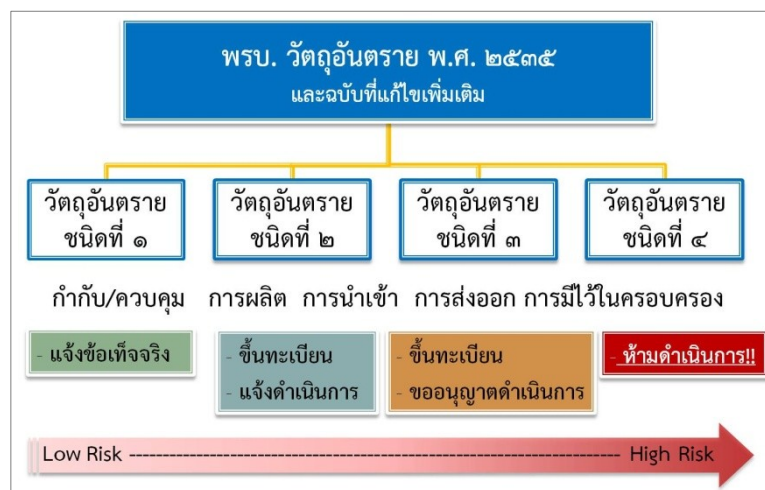 พรบ. วัตถุอันตราย พ.ศ. ๒๕๓๕
และฉบับที่แก้ไขเพิ่มเติม
วัตถุอันตราย
ชนิดที่ ๑
วัตถุอันตราย
ชนิดที่ ๒
วัตถุอันตราย
ชนิดที่ ๓
วัตถุอันตราย
ชนิดที่ ๔
กำกับ/ควบคุม การผลิต การนำเข้า การส่งออก การมีไว้ในครอบครอง
- แจ้งข้อเท็จจริง
- ขึ้นทะเบียน
- แจ้งดำเนินการ
- ขึ้นทะเบียน
- ขออนุญาตดำเนินการ
- ห้ามดำเนินการ!!
Low Risk ---------------------------------------------------------------------------- High Risk